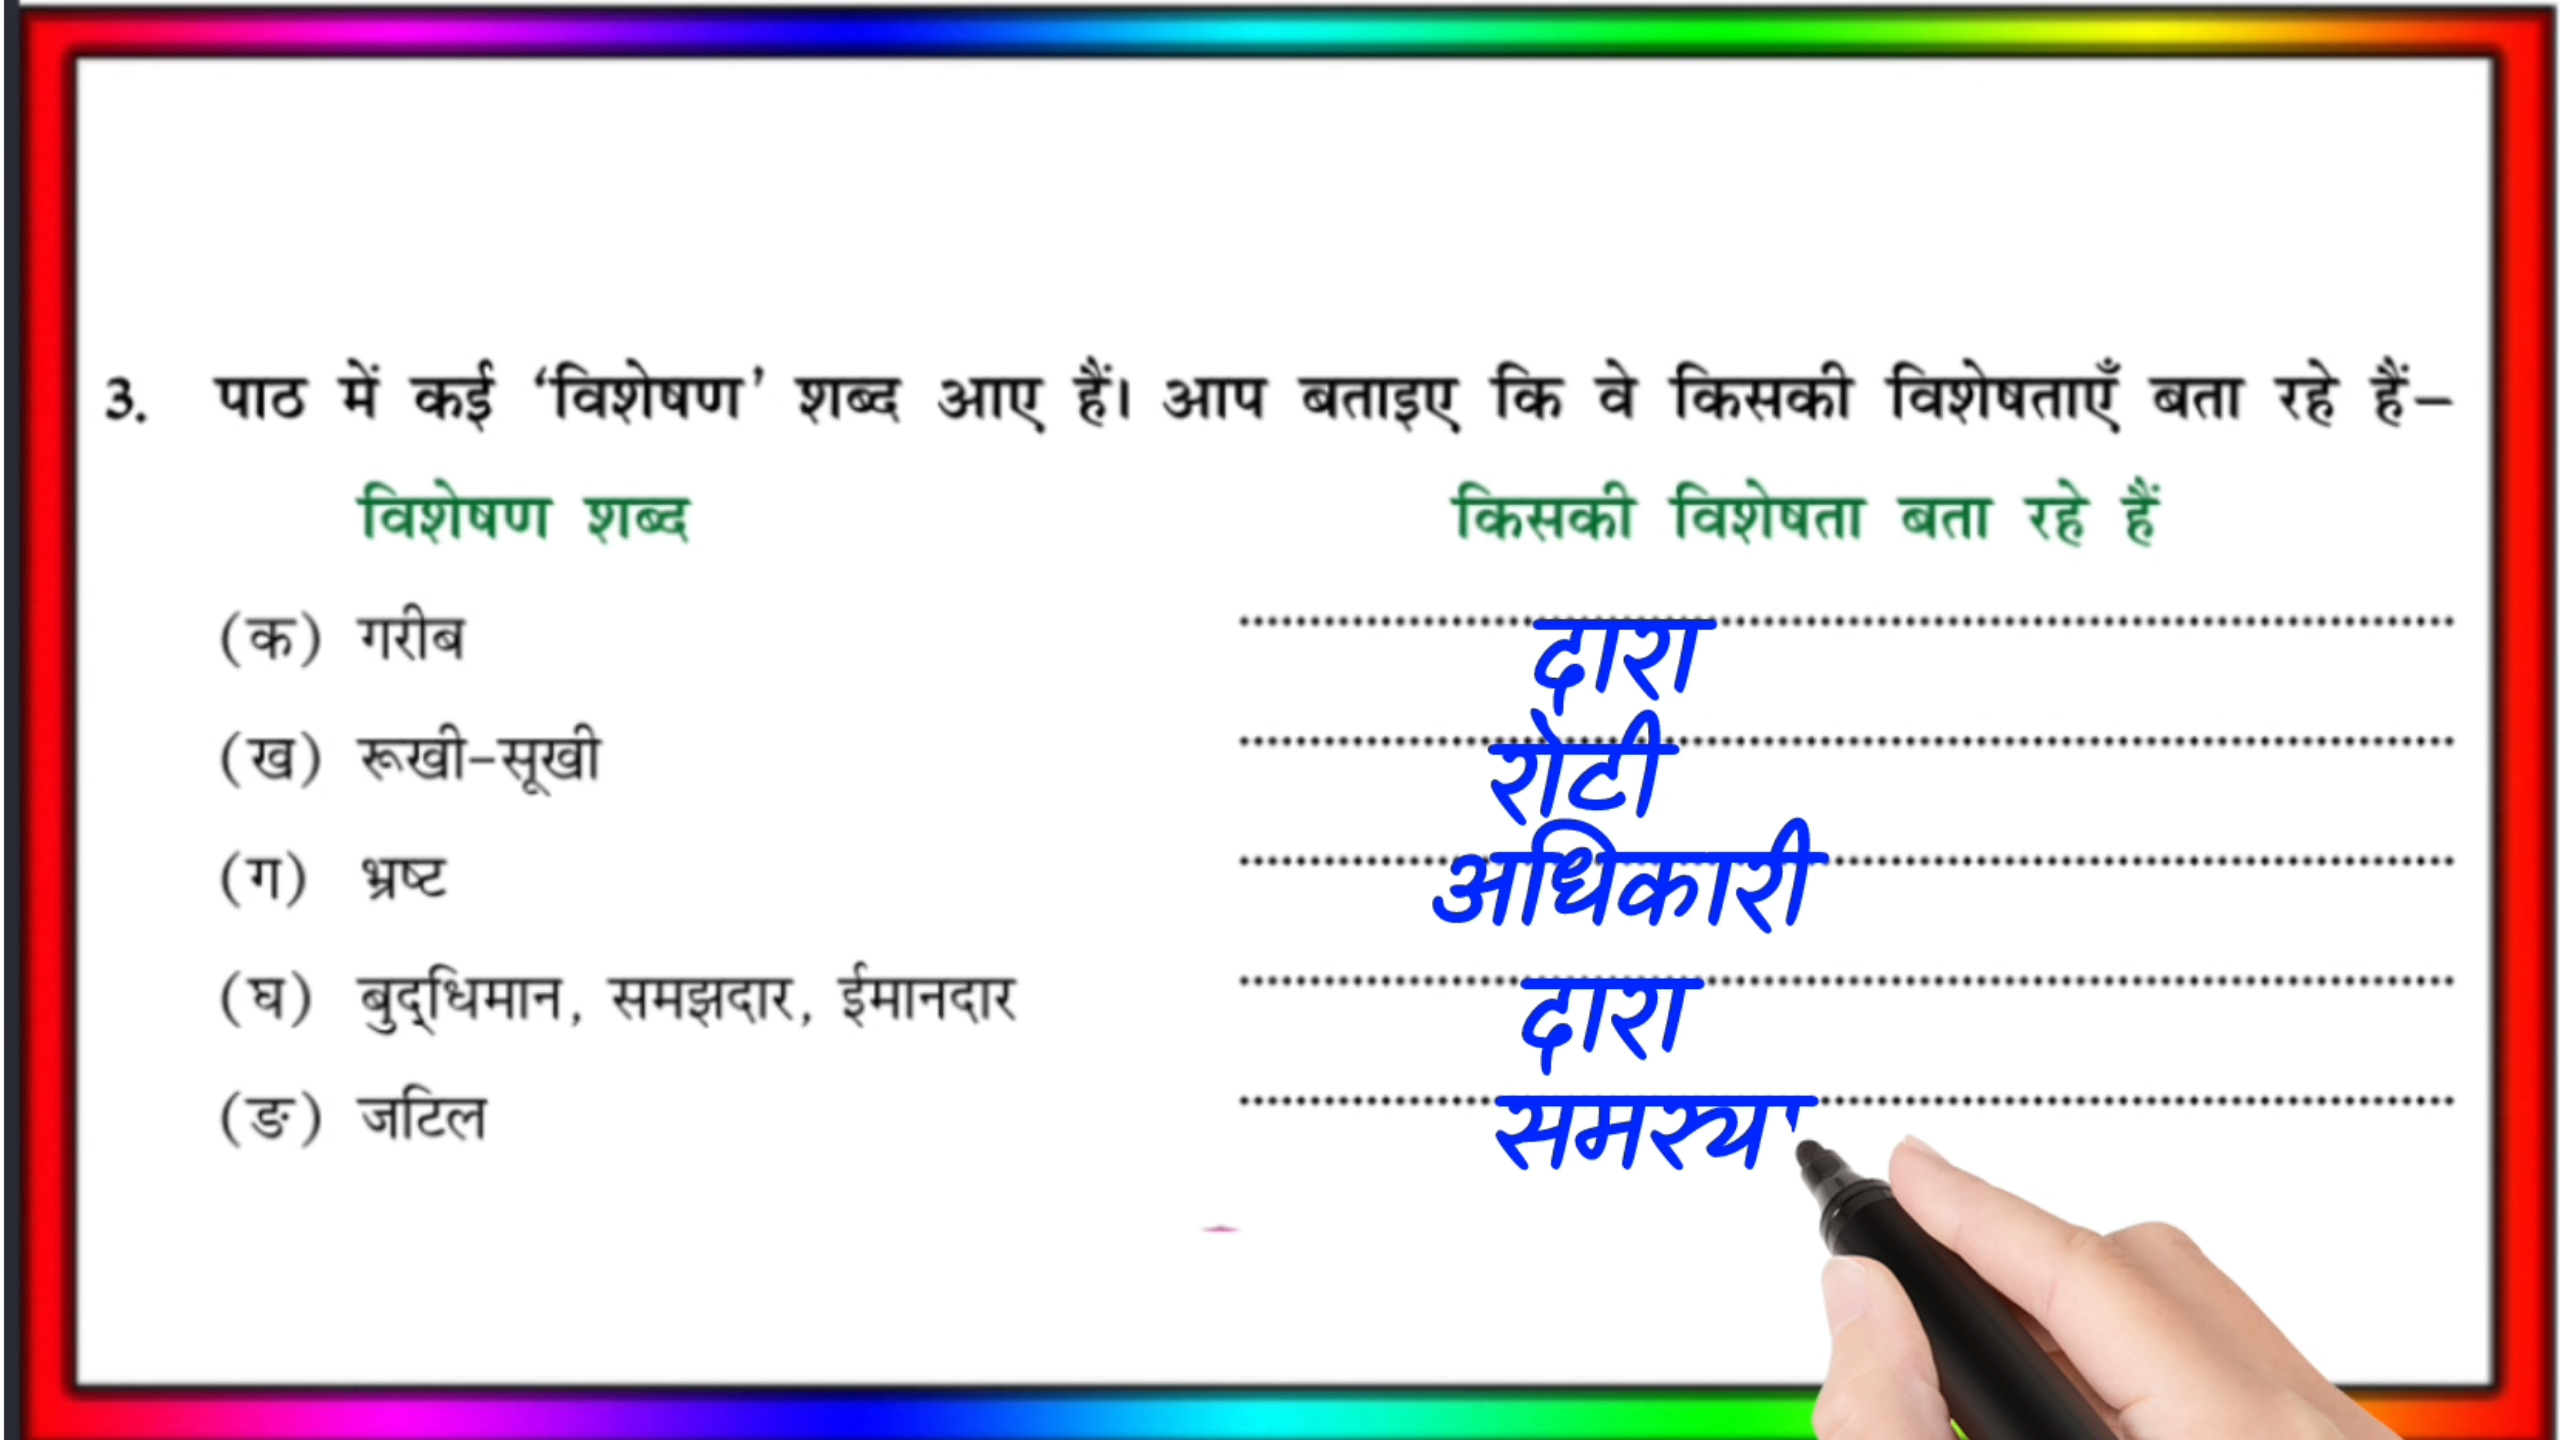 3. पाठ में कई ‘विशेषण’ शब्द आए हैं। आप बताइए कि वे किसकी विशेषताएँ बता रहे हैं–
विशेषण शब्द किसकी विशेषता बता रहे हैं
(क) गरीब दारा
(ख) रूखी-सूखी रोटी
(ग) भ्रष्ट अधिकारी
(घ) बुद्‌धिमान, समझदार, ईमानदार दारा
(ङ) जटिल समस्या